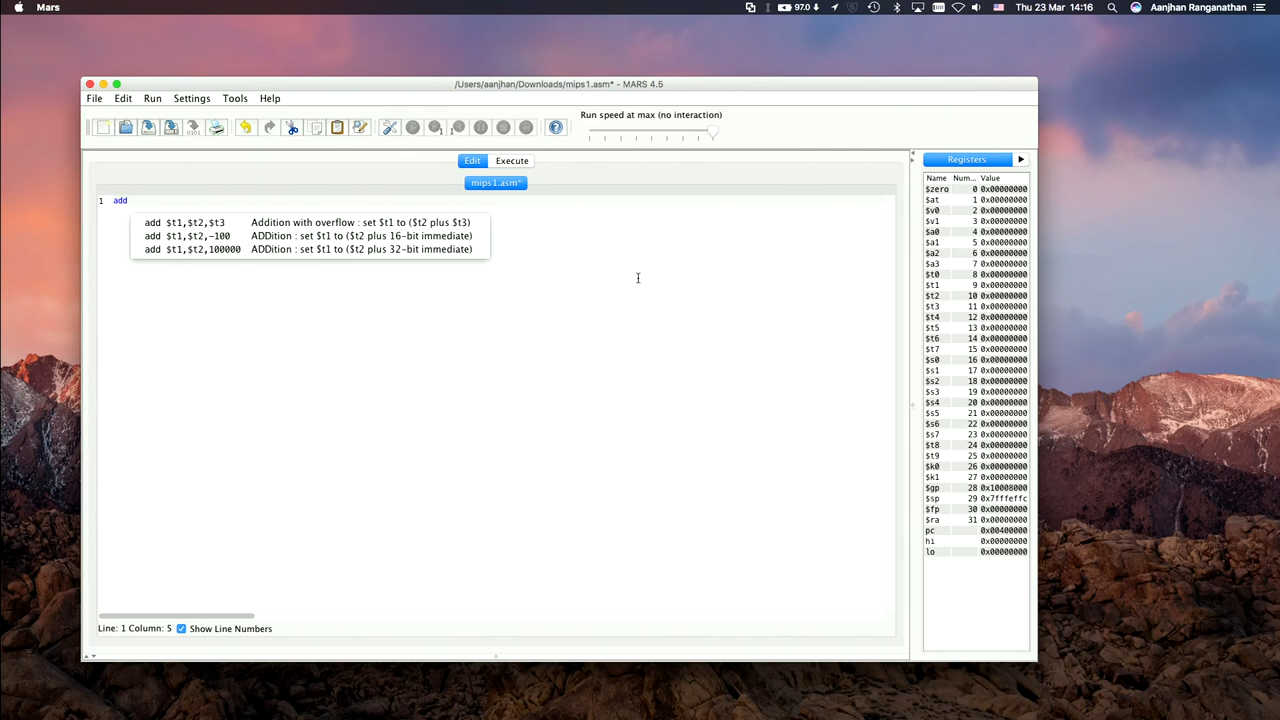 Mars
97.0
Thu 23 Mar 14:16
Aanjhan Ranganathan
/Users/aanjhan/Downloads/mips1.asm* - MARS 4.5
File Edit Run Settings Tools Help
Run speed at max (no interaction)
Edit Execute
mips1.asm*
1 add
add $t1,$t2,$t3 Addition with overflow : set $t1 to ($t2 plus $t3)
add $t1,$t2,-100 ADDition : set $t1 to ($t2 plus 16-bit immediate)
add $t1,$t2,100000 ADDition : set $t1 to ($t2 plus 32-bit immediate)
Line: 1 Column: 5 Show Line Numbers
Registers
Name Num... Value
$zero 0 0x00000000
$at 1 0x00000000
$v0 2 0x00000000
$v1 3 0x00000000
$a0 4 0x00000000
$a1 5 0x00000000
$a2 6 0x00000000
$a3 7 0x00000000
$t0 8 0x00000000
$t1 9 0x00000000
$t2 10 0x00000000
$t3 11 0x00000000
$t4 12 0x00000000
$t5 13 0x00000000
$t6 14 0x00000000
$t7 15 0x00000000
$s0 16 0x00000000
$s1 17 0x00000000
$s2 18 0x00000000
$s3 19 0x00000000
$s4 20 0x00000000
$s5 21 0x00000000
$s6 22 0x00000000
$s7 23 0x00000000
$t8 24 0x00000000
$t9 25 0x00000000
$k0 26 0x00000000
$k1 27 0x00000000
$gp 28 0x10008000
$sp 29 0x7fffeffc
$fp 30 0x00000000
$ra 31 0x00000000
pc 0x00400000
hi 0x00000000
lo 0x00000000